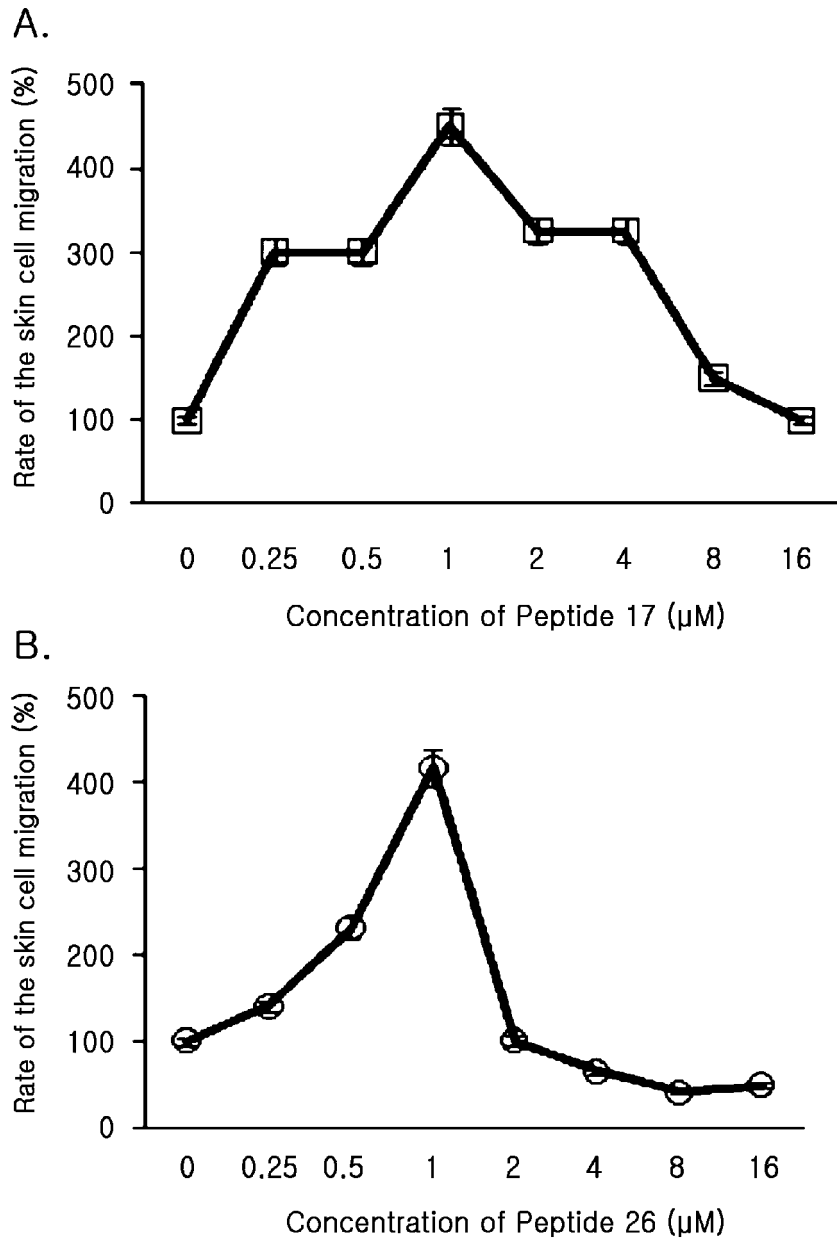 A.
Rate of the skin cell migration (%)
500
400
300
200
100
0
0 0.25 0.5 1 2 4 8 16
Concentration of Peptide 17 (μM)
B.
Rate of the skin cell migration (%)
500
400
300
200
100
0
0 0.25 0.5 1 2 4 8 16
Concentration of Peptide 26 (μM)